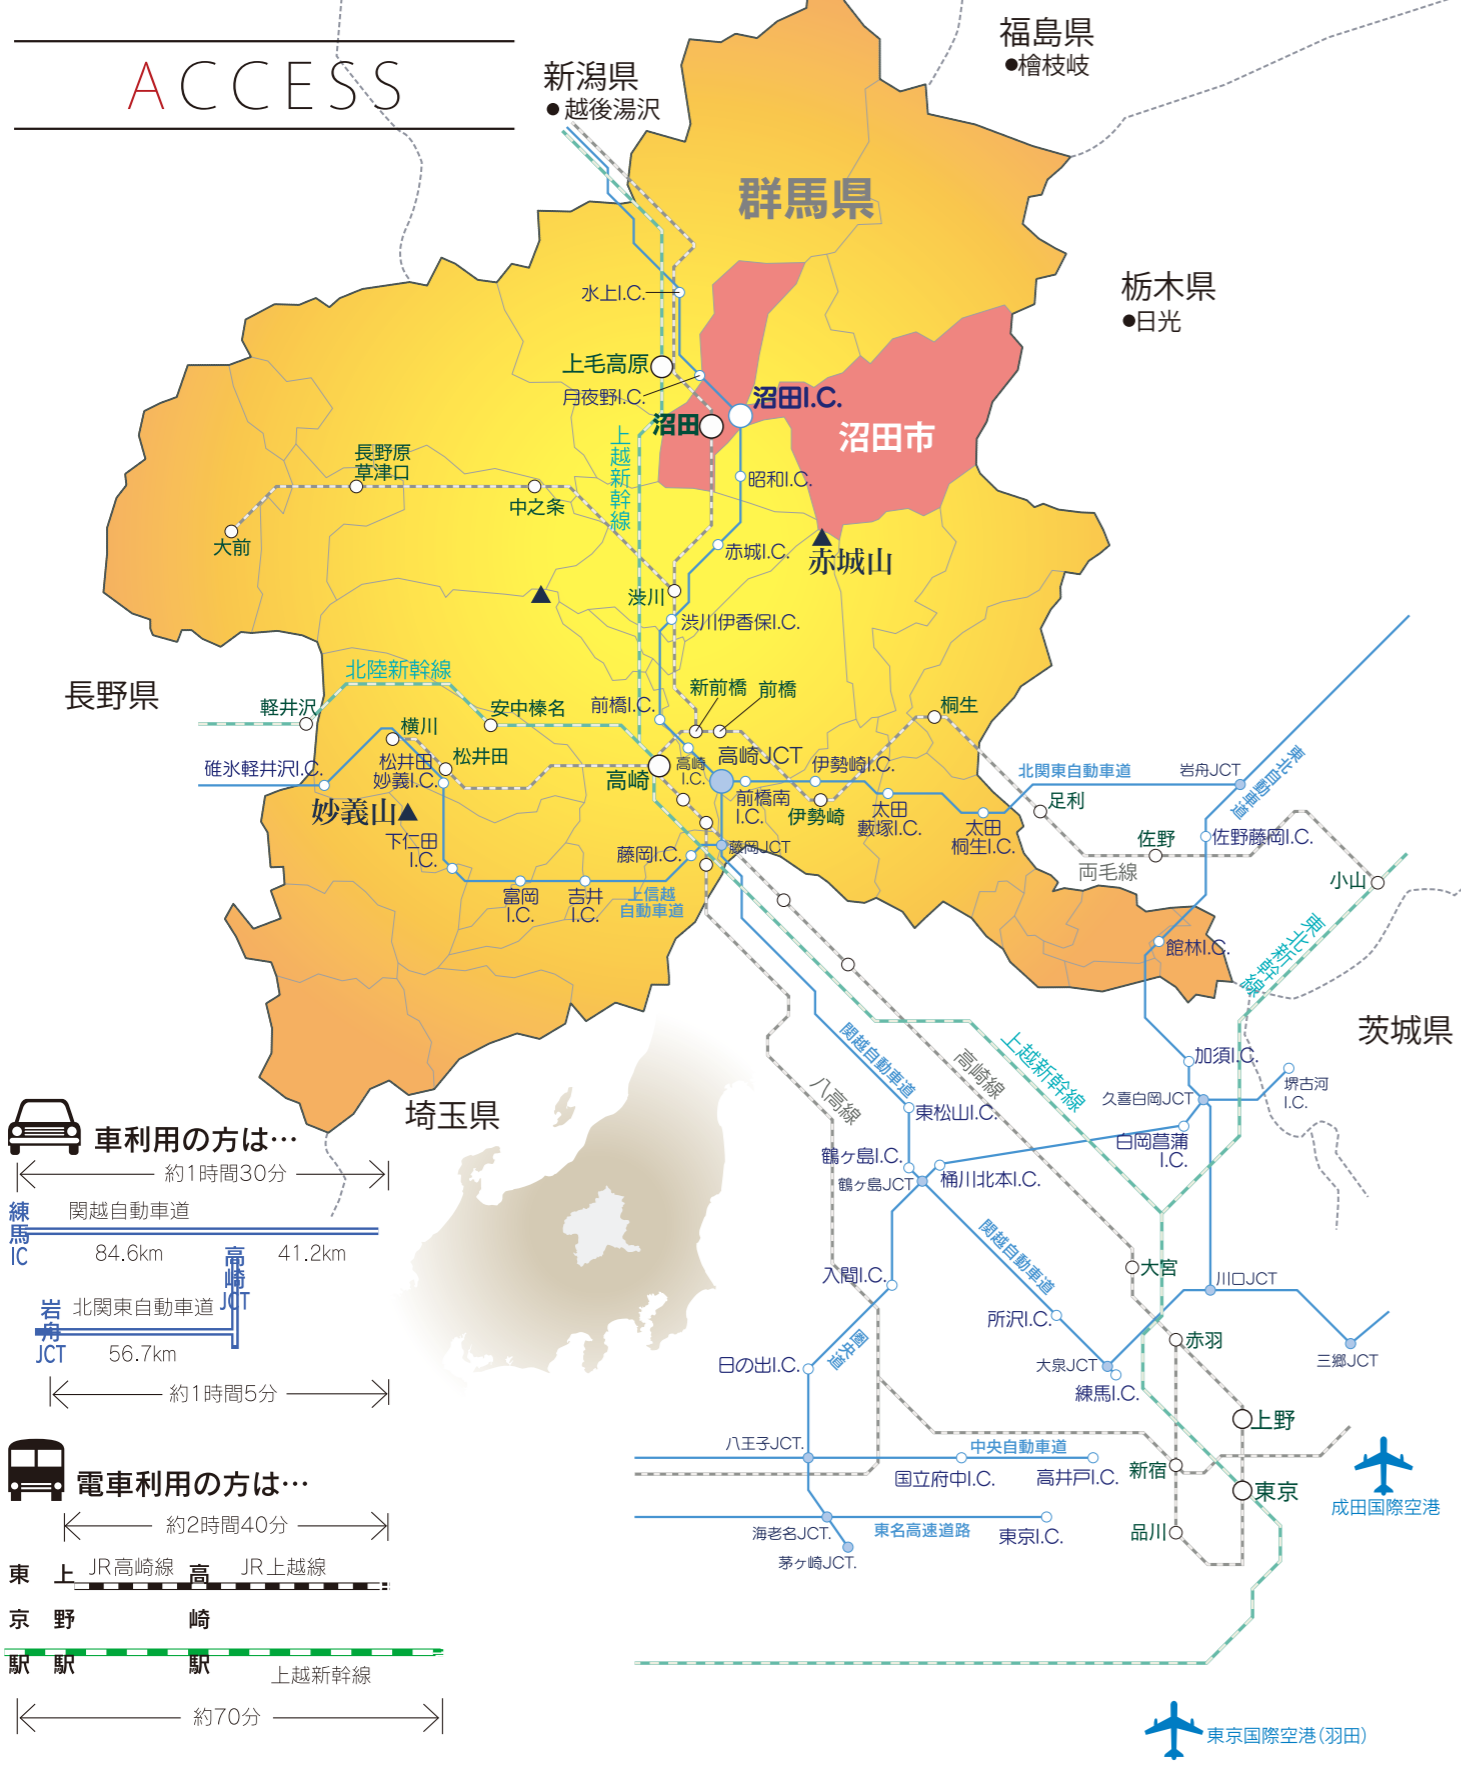 ACCESS
新潟県
● 越後湯沢
福島県
●檜枝岐
群馬県
栃木県
●日光
水上I.C.
上毛高原
月夜野I.C.
沼田I.C.
沼田
沼田市
上越新幹線
長野原
草津口
中之条
大前
昭和I.C.
赤城I.C.
赤城山
渋川
渋川伊香保I.C.
長野県
北陸新幹線
軽井沢
安中榛名
前橋I.C.
新前橋
前橋
桐生
横川
松井田
妙義I.C.
松井田
碓氷軽井沢I.C.
妙義山
高崎
高崎
I.C.
高崎JCT
伊勢崎I.C.
前橋南
I.C.
伊勢崎
太田
藪塚I.C.
太田
桐生I.C.
北関東自動車道
岩舟JCT
東北自動車道
足利
佐野
佐野藤岡I.C.
両毛線
小山
下仁田
I.C.
富岡
I.C.
吉井
I.C.
上信越
自動車道
藤岡I.C.
藤岡JCT
館林I.C.
東北新幹線
茨城県
埼玉県
関越自動車道
高崎線
上越新幹線
八高線
加須I.C.
久喜白岡JCT
堺古河
I.C.
東松山I.C.
白岡菖蒲
I.C.
鶴ヶ島I.C.
鶴ヶ島JCT
桶川北本I.C.
関越自動車道
入間I.C.
大宮
川口JCT
所沢I.C.
圏央道
赤羽
日の出I.C.
大泉JCT
練馬I.C.
三郷JCT
上野
八王子JCT.
中央自動車道
国立府中I.C.
高井戸I.C.
新宿
東京
成田国際空港
海老名JCT.
東名高速道路
東京I.C.
品川
茅ヶ崎JCT.
東京国際空港(羽田)
車利用の方は…
約1時間30分
練馬IC
関越自動車道
84.6km
高崎JCT
41.2km
岩舟JCT
北関東自動車道
56.7km
約1時間5分
電車利用の方は…
約2時間40分
東京駅
上野駅
JR高崎線
高崎駅
JR上越線
上越新幹線
約70分